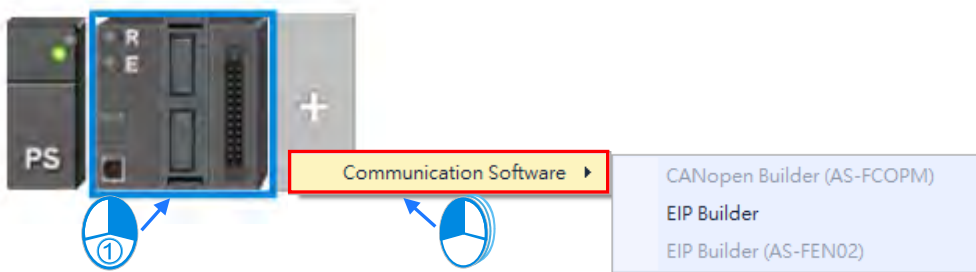 R
E
+
PS
Communication Software
CANopen Builder (AS-FCOPM)
EIP Builder
EIP Builder (AS-FEN02)
①